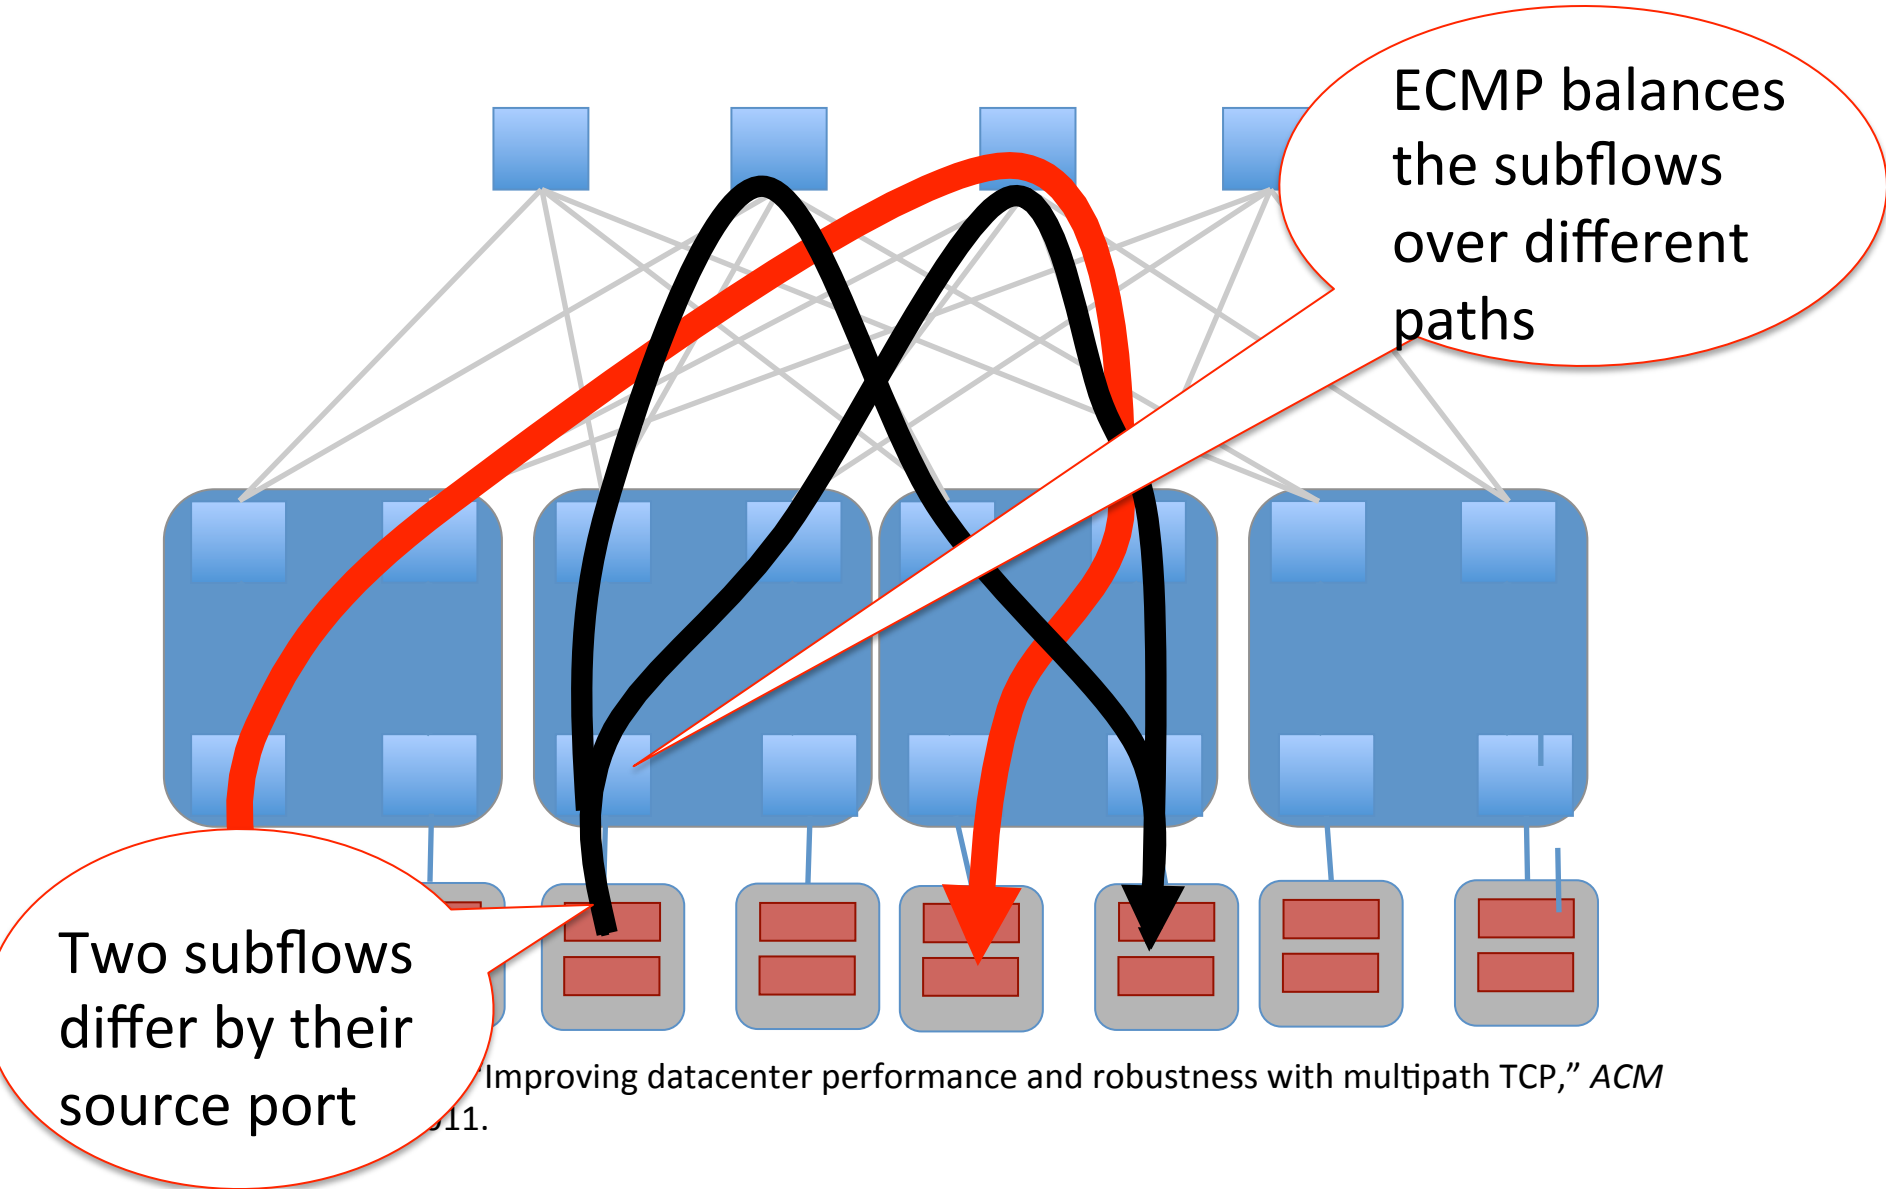 ECMP balances
the subflows
over different
paths
Two subflows
differ by their
source port
Improving datacenter performance and robustness with multipath TCP,” ACM
11.